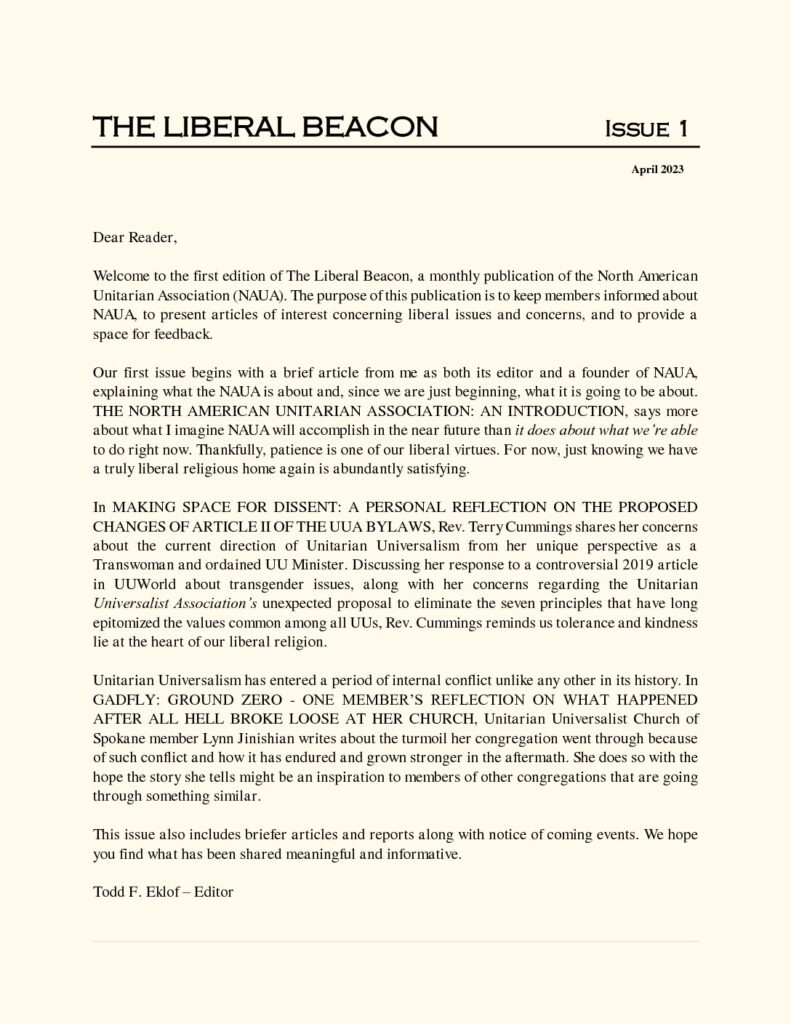 THE LIBERAL BEACON ISSUE 1
April 2023
Dear Reader,
Welcome to the first edition of The Liberal Beacon, a monthly publication of the North American
Unitarian Association (NAUA). The purpose of this publication is to keep members informed about
NAUA, to present articles of interest concerning liberal issues and concerns, and to provide a
space for feedback.
Our first issue begins with a brief article from me as both its editor and a founder of NAUA,
explaining what the NAUA is about and, since we are just beginning, what it is going to be about.
THE NORTH AMERICAN UNITARIAN ASSOCIATION: AN INTRODUCTION, says more
about what I imagine NAUA will accomplish in the near future than it does about what we’re able
to do right now. Thankfully, patience is one of our liberal virtues. For now, just knowing we have
a truly liberal religious home again is abundantly satisfying.
In MAKING SPACE FOR DISSENT: A PERSONAL REFLECTION ON THE PROPOSED
CHANGES OF ARTICLE II OF THE UUA BYLAWS, Rev. Terry Cummings shares her concerns
about the current direction of Unitarian Universalism from her unique perspective as a
Transwoman and ordained UU Minister. Discussing her response to a controversial 2019 article
in UUWorld about transgender issues, along with her concerns regarding the Unitarian
Universalist Association’s unexpected proposal to eliminate the seven principles that have long
epitomized the values common among all UUs, Rev. Cummings reminds us tolerance and kindness
lie at the heart of our liberal religion.
Unitarian Universalism has entered a period of internal conflict unlike any other in its history. In
GADFLY: GROUND ZERO - ONE MEMBER’S REFLECTION ON WHAT HAPPENED
AFTER ALL HELL BROKE LOOSE AT HER CHURCH, Unitarian Universalist Church of
Spokane member Lynn Jinishian writes about the turmoil her congregation went through because
of such conflict and how it has endured and grown stronger in the aftermath. She does so with the
hope the story she tells might be an inspiration to members of other congregations that are going
through something similar.
This issue also includes briefer articles and reports along with notice of coming events. We hope
you find what has been shared meaningful and informative.
Todd F. Eklof – Editor